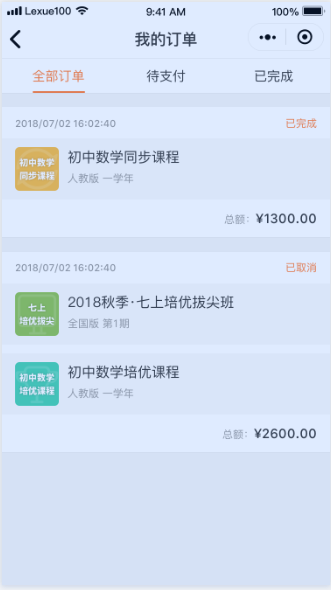 Lexue100 9:41 AM 100%
我的订单
全部订单 待支付 已完成
2018/07/02 16:02:40 已完成
初中数学
同步课程
初中数学同步课程
人教版 一学年
总额: ¥1300.00
2018/07/02 16:02:40 已取消
七上
培优拔尖
2018秋季·七上培优拔尖班
全国版 第1期
初中数学
培优课程
初中数学培优课程
人教版 一学年
总额: ¥2600.00